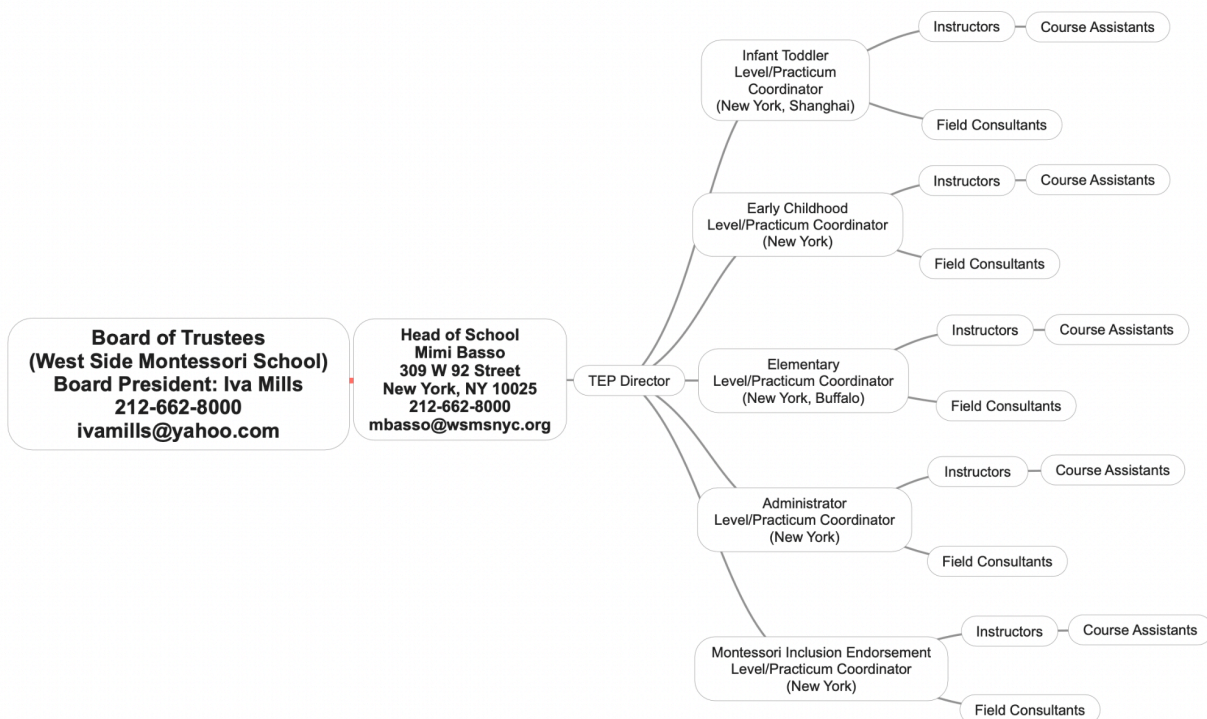 Board of Trustees
(West Side Montessori School)
Board President: Iva Mills
212-662-8000
ivamills@yahoo.com
Head of School
Mimi Basso
309 W 92 Street
New York, NY 10025
212-662-8000
mbasso@wsmsnyc.org
TEP Director
Infant Toddler
Level/Practicum
Coordinator
(New York, Shanghai)
Instructors
Course Assistants
Field Consultants
Early Childhood
Level/Practicum Coordinator
(New York)
Instructors
Course Assistants
Field Consultants
Elementary
Level/Practicum Coordinator
(New York, Buffalo)
Instructors
Course Assistants
Field Consultants
Administrator
Level/Practicum Coordinator
(New York)
Instructors
Course Assistants
Field Consultants
Montessori Inclusion Endorsement
Level/Practicum Coordinator
(New York)
Instructors
Course Assistants
Field Consultants